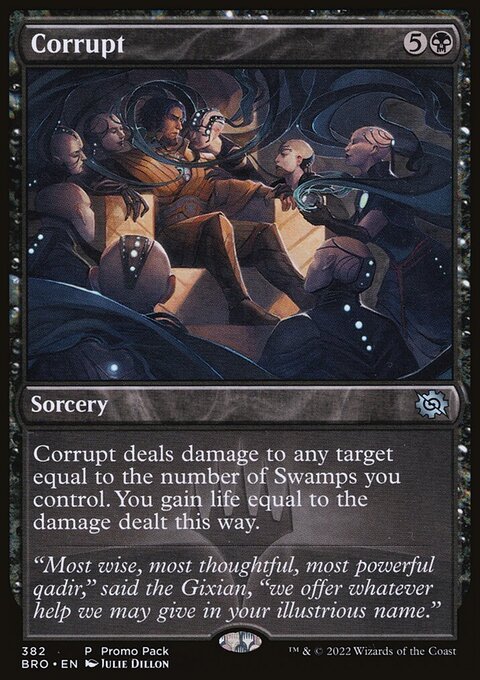 Corrupt 5
Sorcery
Corrupt deals damage to any target
equal to the number of Swamps you
control. You gain life equal to the
damage dealt this way.
“Most wise, most thoughtful, most powerful
qadir,” said the Gixian, “we offer whatever
help we may give in your illustrious name.”
382 P Promo Pack
BRO • EN Julie Dillon ™ & © 2022 Wizards of the Coast